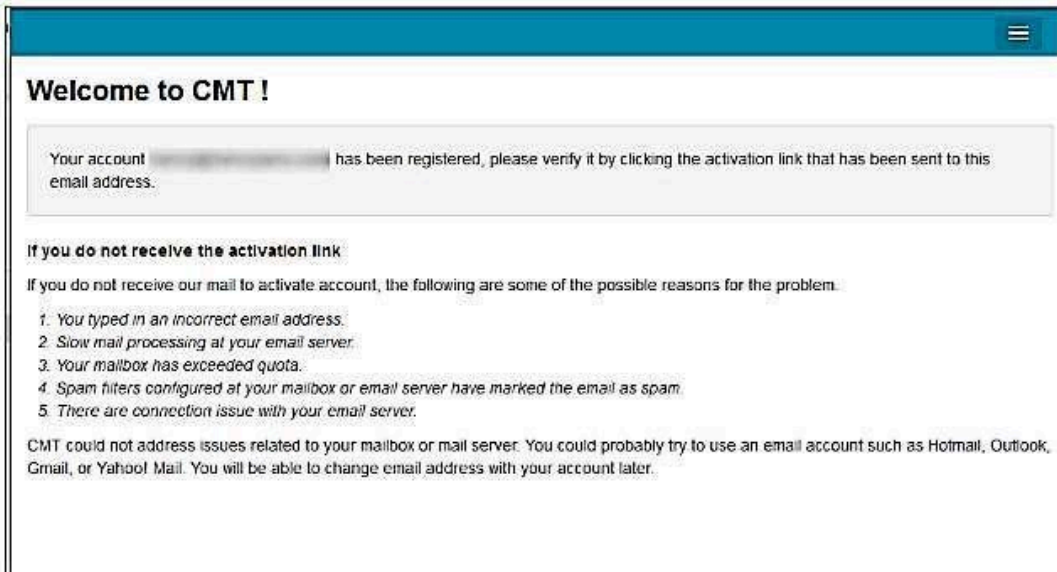 Welcome to CMT !
Your account has been registered, please verify it by clicking the activation link that has been sent to this
email address.
If you do not receive the activation link
If you do not receive our mail to activate account, the following are some of the possible reasons for the problem.
1. You typed in an incorrect email address.
2. Slow mail processing at your email server.
3. Your mailbox has exceeded quota.
4. Spam filters configured at your mailbox or email server have marked the email as spam.
5. There are connection issue with your email server.
CMT could not address issues related to your mailbox or mail server. You could probably try to use an email account such as Hotmail, Outlook,
Gmail, or Yahoo! Mail. You will be able to change email address with your account later.